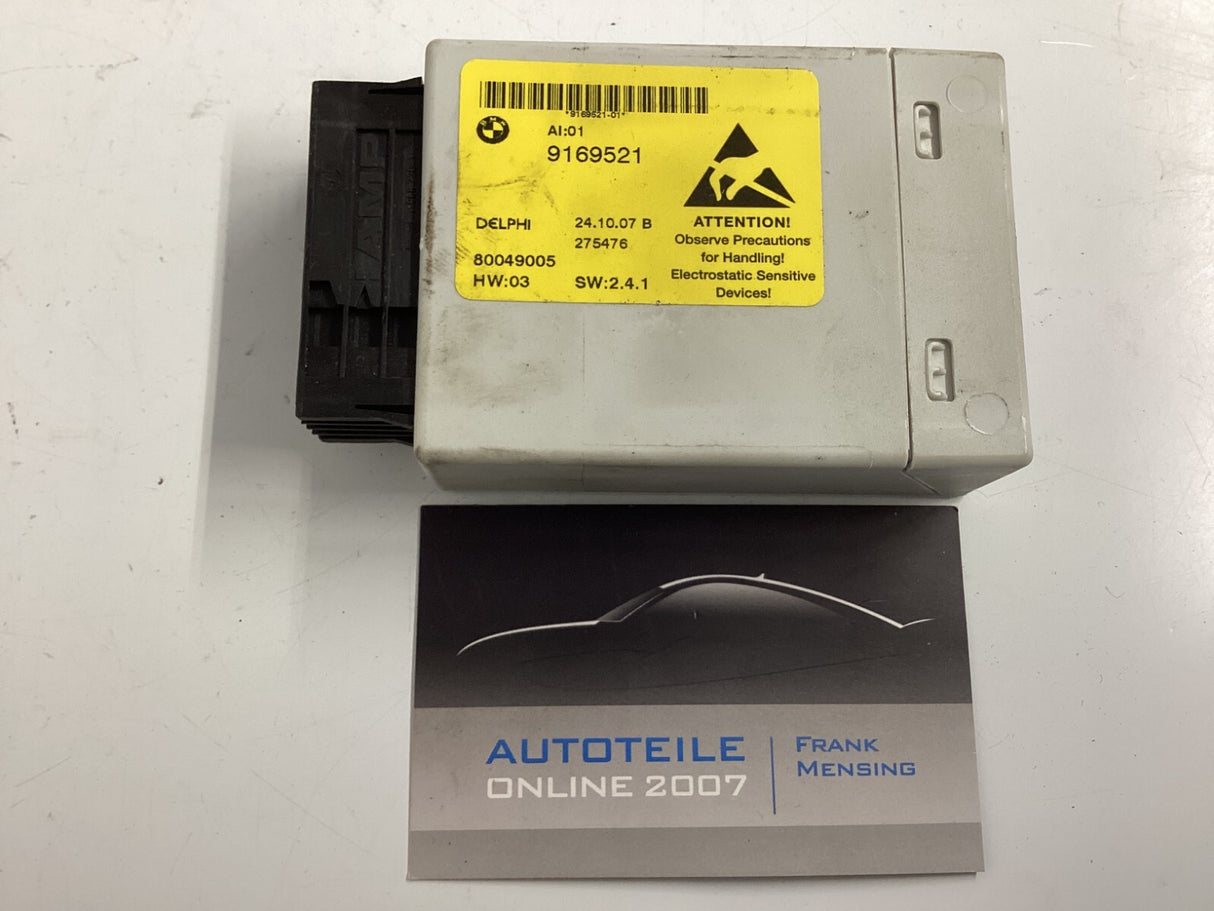 *9169521-01*
BMW
AI:01
9169521
DELPHI
24.10.07 B
275476
80049005
HW:03
SW:2.4.1
ATTENTION!
Observe Precautions
for Handling!
Electrostatic Sensitive
Devices!
AMP
AUTOTEILE
ONLINE 2007
FRANK
MENSING